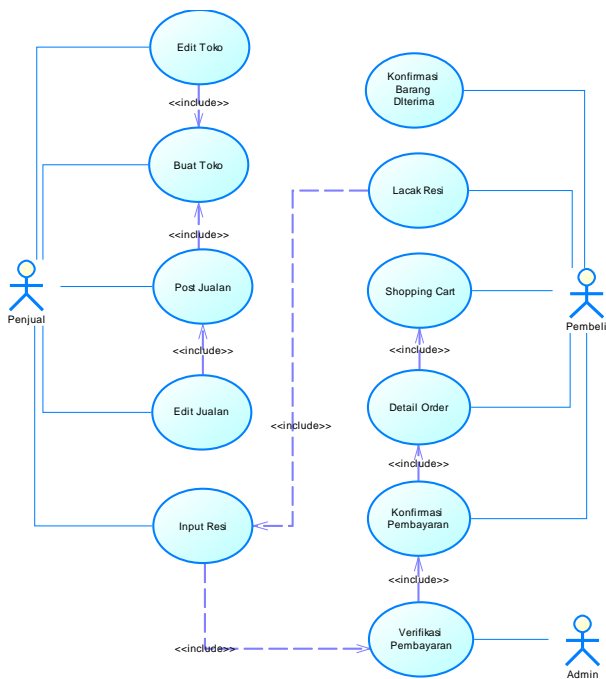 Edit Toko
<<include>>
Buat Toko
<<include>>
Post Jualan
<<include>>
Edit Jualan
Input Resi
<<include>>
Penjual
<<include>>
Konfirmasi
Barang
DIterima
Lacak Resi
Shopping Cart
<<include>>
Detail Order
<<include>>
Konfirmasi
Pembayaran
<<include>>
Verifikasi
Pembayaran
Pembeli
Admin